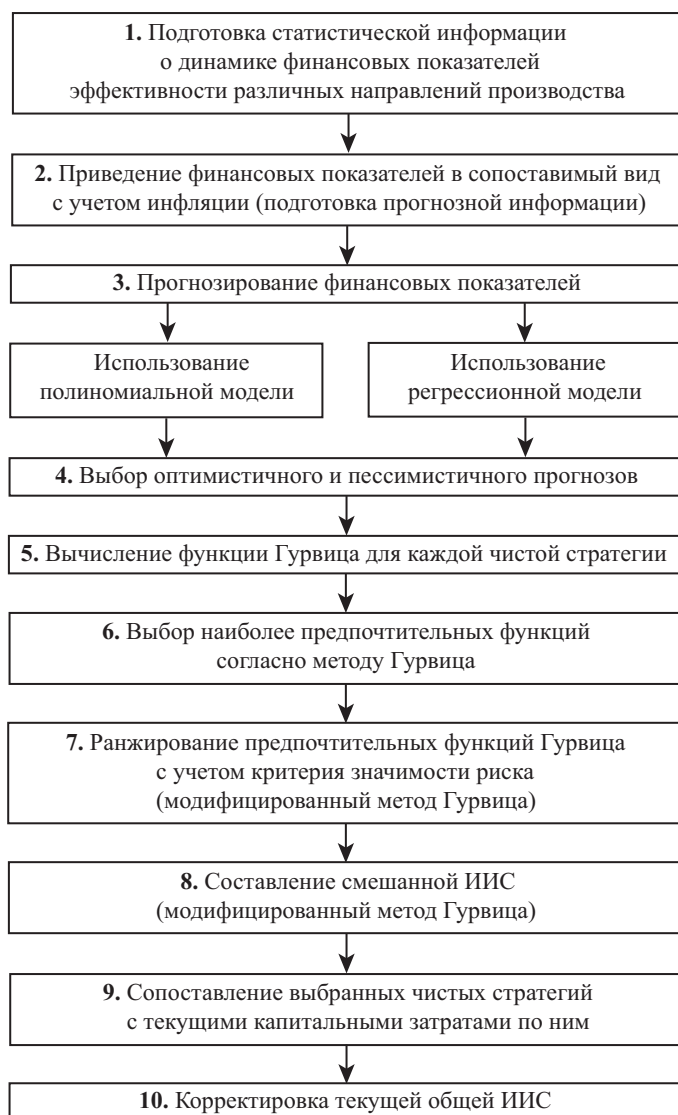 1. Подготовка статистической информации
о динамике финансовых показателей
эффективности различных направлений производства
2. Приведение финансовых показателей в сопоставимый вид
с учетом инфляции (подготовка прогнозной информации)
3. Прогнозирование финансовых показателей
Использование
полиномиальной модели
Использование
регрессионной модели
4. Выбор оптимистичного и пессимистичного прогнозов
5. Вычисление функции Гурвица для каждой чистой стратегии
6. Выбор наиболее предпочтительных функций
согласно методу Гурвица
7. Ранжирование предпочтительных функций Гурвица
с учетом критерия значимости риска
(модифицированный метод Гурвица)
8. Составление смешанной ИИС
(модифицированный метод Гурвица)
9. Сопоставление выбранных чистых стратегий
с текущими капитальными затратами по ним
10. Корректировка текущей общей ИИС